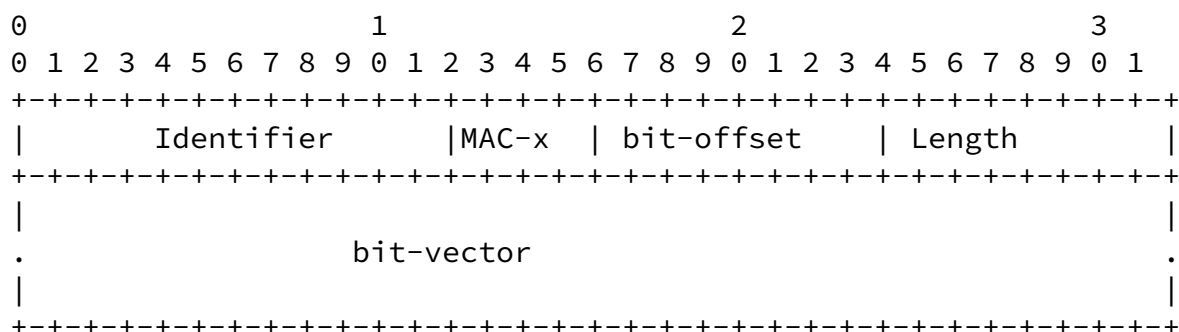 0                   1                   2                   3
0 1 2 3 4 5 6 7 8 9 0 1 2 3 4 5 6 7 8 9 0 1 2 3 4 5 6 7 8 9 0 1
+-+-+-+-+-+-+-+-+-+-+-+-+-+-+-+-+-+-+-+-+-+-+-+-+-+-+-+-+-+-+-+-+
|       Identifier      |MAC-x  | bit-offset    | Length        |
+-+-+-+-+-+-+-+-+-+-+-+-+-+-+-+-+-+-+-+-+-+-+-+-+-+-+-+-+-+-+-+-+
|                                                               |
.                  bit-vector                                   .
|                                                               |
+-+-+-+-+-+-+-+-+-+-+-+-+-+-+-+-+-+-+-+-+-+-+-+-+-+-+-+-+-+-+-+-+